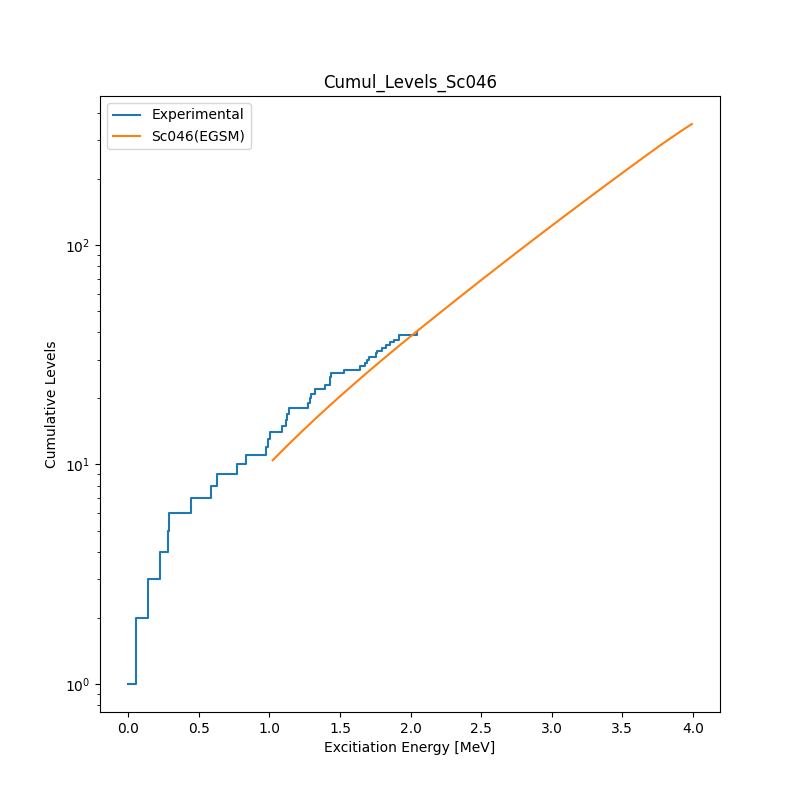 Cumul_Levels_Sc046
Experimental
Sc046(EGSM)
Cumulative Levels
10²
10¹
10⁰
0.0 0.5 1.0 1.5 2.0 2.5 3.0 3.5 4.0
Excitiation Energy [MeV]